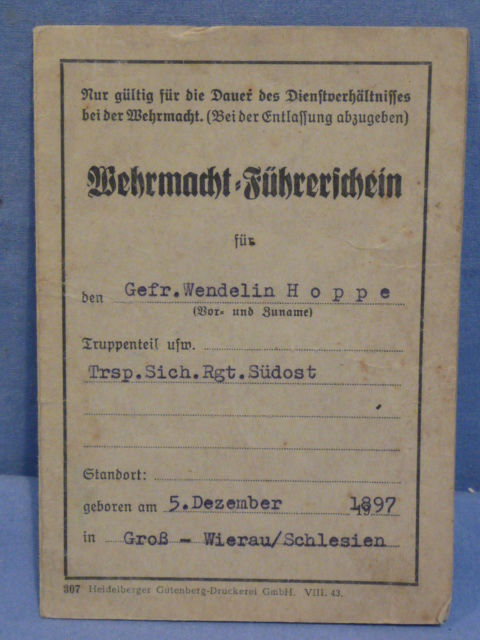 Nur gültig für die Dauer des Dienstverhältnisses
bei der Wehrmacht. (Bei der Entlassung abzugeben)
Wehrmacht-Führerschein
für
den Gefr. Wendelin H o p p e
(Vor- und Zuname)
Truppenteil usw.
Trsp.Sich.Rgt.Südost
Standort:
geboren am 5. Dezember 1897
in Groß - Wierau/Schlesien
307 Heidelberger Gutenberg-Druckerei GmbH. VIII. 43.